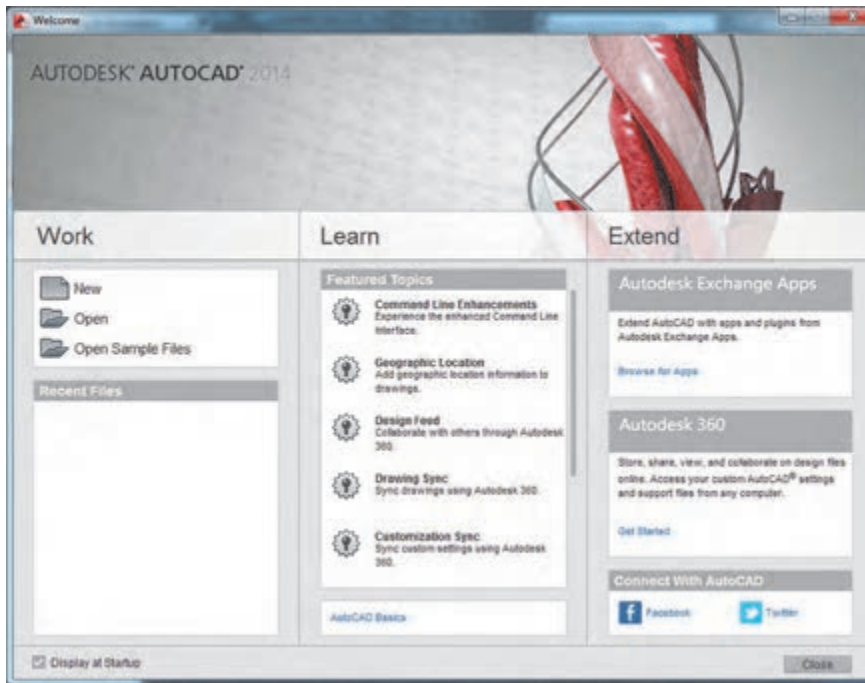 Welcome
AUTODESK® AUTOCAD® 2014
Work
New
Open
Open Sample Files
Recent Files
Learn
Featured Topics
Command Line Enhancements
Experience the enhanced Command Line
Interface.
Geographic Location
Add geographic location information to
drawings.
Design Feed
Collaborate with others through Autodesk
360.
Drawing Sync
Sync drawings using Autodesk 360.
Customization Sync
Sync custom settings using Autodesk
360.
AutoCAD Basics
Extend
Autodesk Exchange Apps
Extend AutoCAD with apps and plugins from
Autodesk Exchange Apps.
Browse for Apps
Autodesk 360
Store, share, view, and collaborate on design files
online. Access your custom AutoCAD® settings
and support files from any computer.
Get Started
Connect With AutoCAD
Facebook
Twitter
Display at Startup
Close